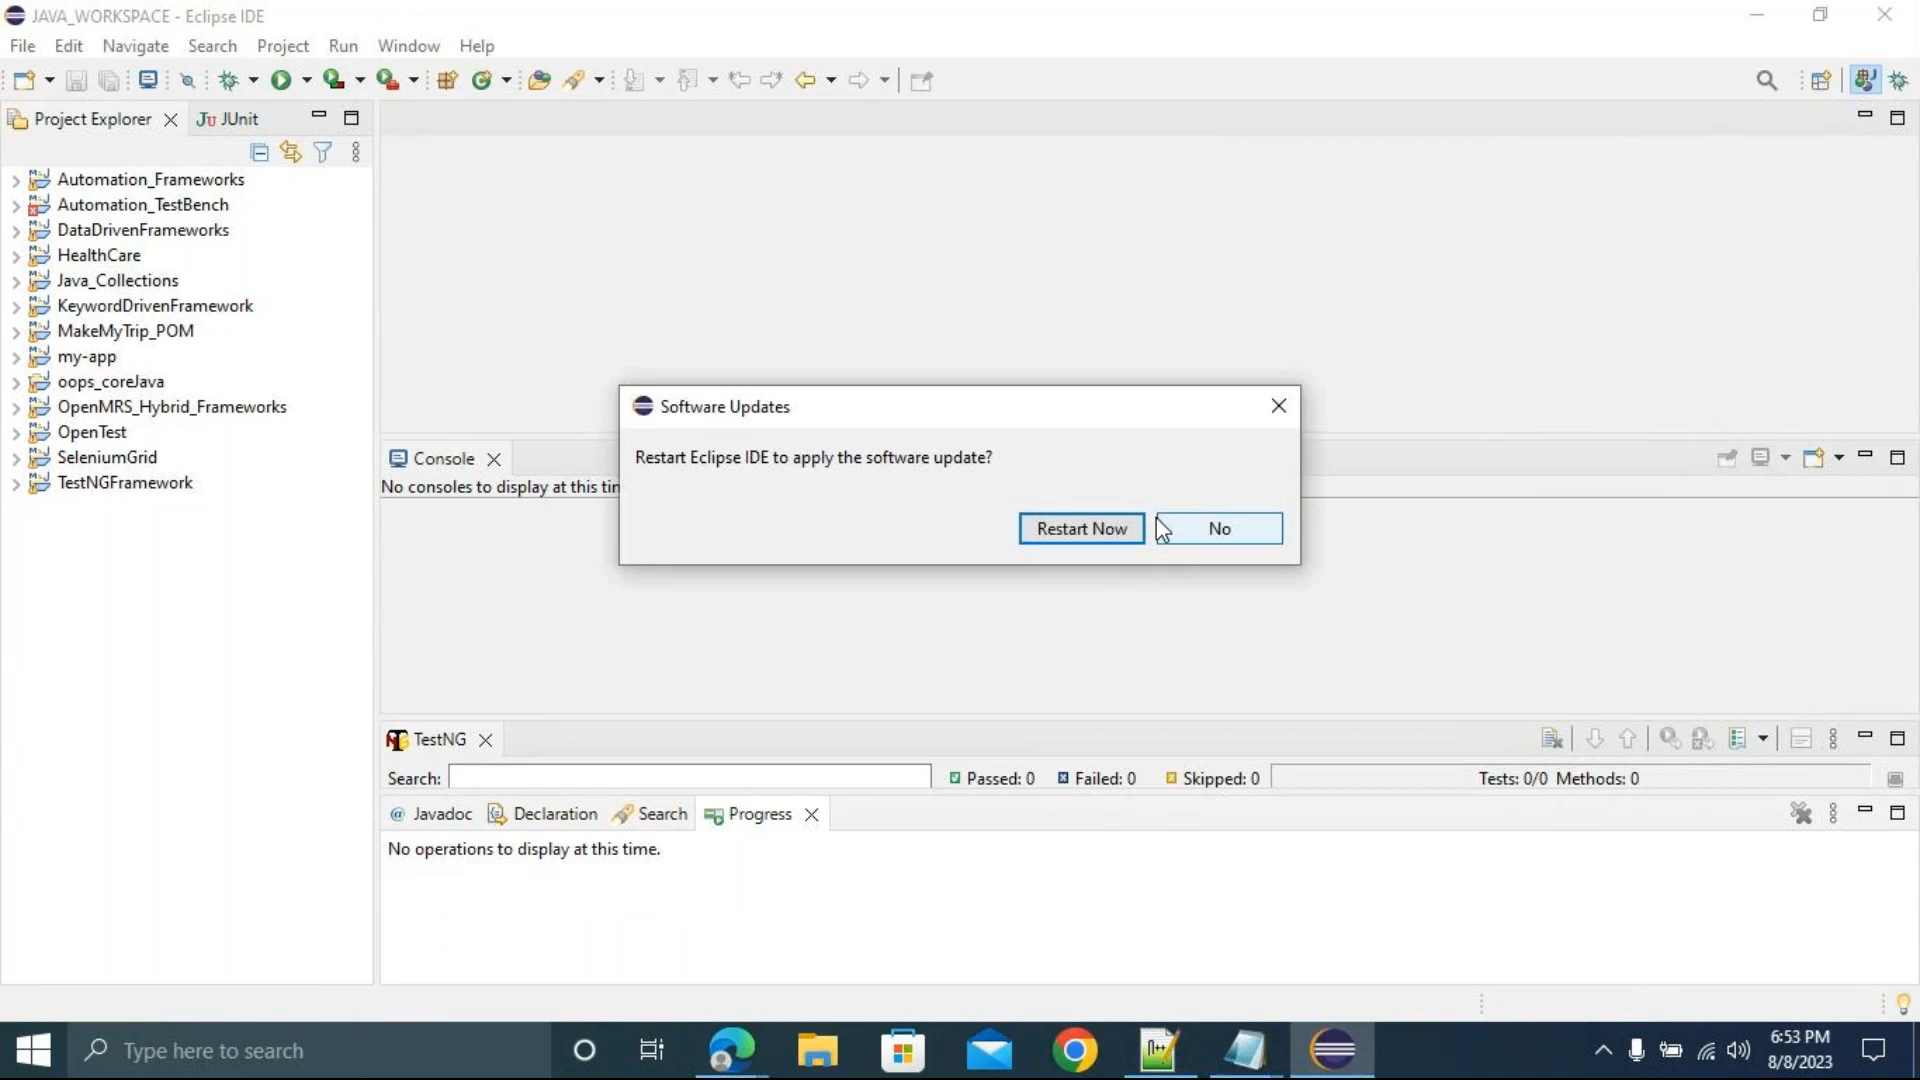 JAVA_WORKSPACE - Eclipse IDE
File Edit Navigate Search Project Run Window Help
Project Explorer
Ju JUnit
Automation_Frameworks
Automation_TestBench
DataDrivenFrameworks
HealthCare
Java_Collections
KeywordDrivenFramework
MakeMyTrip_POM
my-app
oops_coreJava
OpenMRS_Hybrid_Frameworks
OpenTest
SeleniumGrid
TestNGFramework
Software Updates
Restart Eclipse IDE to apply the software update?
Restart Now No
Console
No consoles to display at this tin
TestNG
Search: Passed: 0 Failed: 0 Skipped: 0 Tests: 0/0 Methods: 0
@ Javadoc Declaration Search Progress
No operations to display at this time.
Type here to search
6:53 PM
8/8/2023